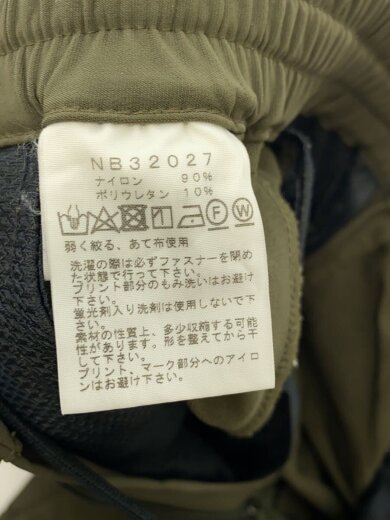 NB32027
ナイロン 90%
ポリウレタン 10%
F W
弱く絞る、あて布使用
洗濯の際は必ずファスナーを閉め
た状態で行って下さい。
プリント部分のもみ洗いはお避け
下さい。
蛍光剤入り洗剤は使用しないで下
さい。
素材の性質上、多少収縮する可能
性があります。形を整えてから干し
て下さい。
プリント、マーク部分へのアイロ
ンはお避け下さい。